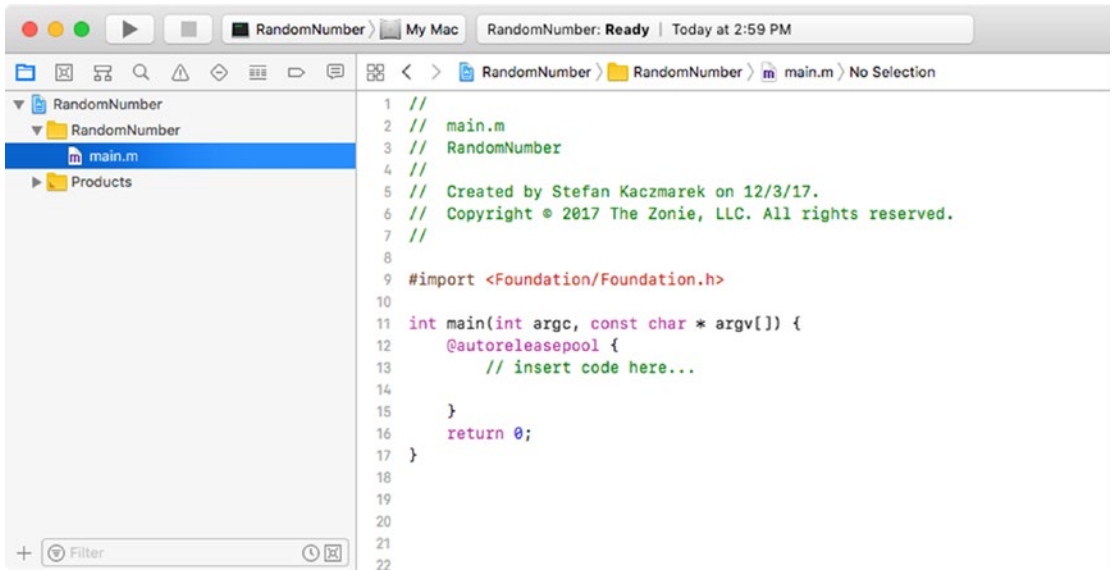 RandomNumber 〉 My Mac RandomNumber: Ready | Today at 2:59 PM
RandomNumber 〉 RandomNumber 〉 m main.m 〉 No Selection
RandomNumber
RandomNumber
m main.m
Products
Filter
1 //
2 //  main.m
3 //  RandomNumber
4 //
5 //  Created by Stefan Kaczmarek on 12/3/17.
6 //  Copyright © 2017 The Zonie, LLC. All rights reserved.
7 //
8
9 #import <Foundation/Foundation.h>
10
11 int main(int argc, const char * argv[]) {
12     @autoreleasepool {
13         // insert code here...
14
15     }
16     return 0;
17 }
18
19
20
21
22